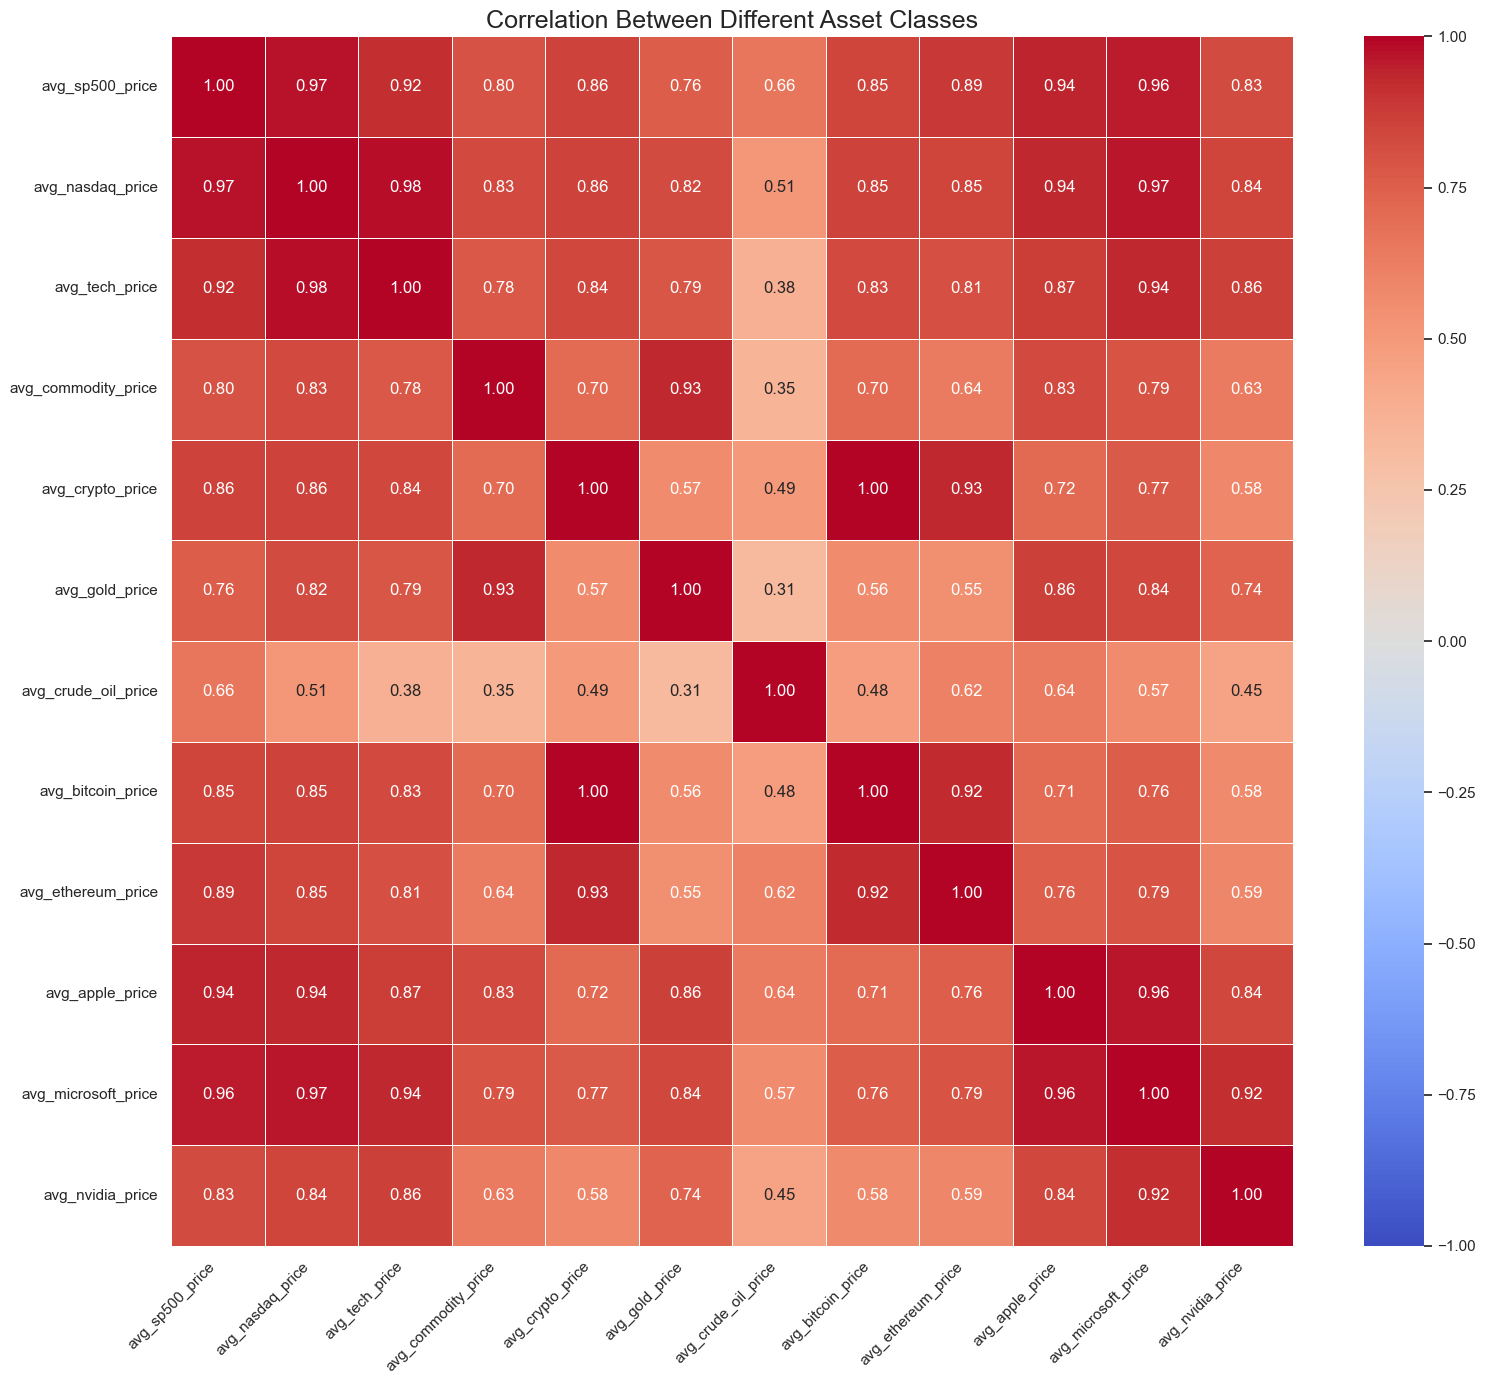 Correlation Between Different Asset Classes
avg_sp500_price 1.00 0.97 0.92 0.80 0.86 0.76 0.66 0.85 0.89 0.94 0.96 0.83
avg_nasdaq_price 0.97 1.00 0.98 0.83 0.86 0.82 0.51 0.85 0.85 0.94 0.97 0.84
avg_tech_price 0.92 0.98 1.00 0.78 0.84 0.79 0.38 0.83 0.81 0.87 0.94 0.86
avg_commodity_price 0.80 0.83 0.78 1.00 0.70 0.93 0.35 0.70 0.64 0.83 0.79 0.63
avg_crypto_price 0.86 0.86 0.84 0.70 1.00 0.57 0.49 1.00 0.93 0.72 0.77 0.58
avg_gold_price 0.76 0.82 0.79 0.93 0.57 1.00 0.31 0.56 0.55 0.86 0.84 0.74
avg_crude_oil_price 0.66 0.51 0.38 0.35 0.49 0.31 1.00 0.48 0.62 0.64 0.57 0.45
avg_bitcoin_price 0.85 0.85 0.83 0.70 1.00 0.56 0.48 1.00 0.92 0.71 0.76 0.58
avg_ethereum_price 0.89 0.85 0.81 0.64 0.93 0.55 0.62 0.92 1.00 0.76 0.79 0.59
avg_apple_price 0.94 0.94 0.87 0.83 0.72 0.86 0.64 0.71 0.76 1.00 0.96 0.84
avg_microsoft_price 0.96 0.97 0.94 0.79 0.77 0.84 0.57 0.76 0.79 0.96 1.00 0.92
avg_nvidia_price 0.83 0.84 0.86 0.63 0.58 0.74 0.45 0.58 0.59 0.84 0.92 1.00
avg_sp500_price avg_nasdaq_price avg_tech_price avg_commodity_price avg_crypto_price avg_gold_price avg_crude_oil_price avg_bitcoin_price avg_ethereum_price avg_apple_price avg_microsoft_price avg_nvidia_price
1.00
0.75
0.50
0.25
0.00
−0.25
−0.50
−0.75
−1.00